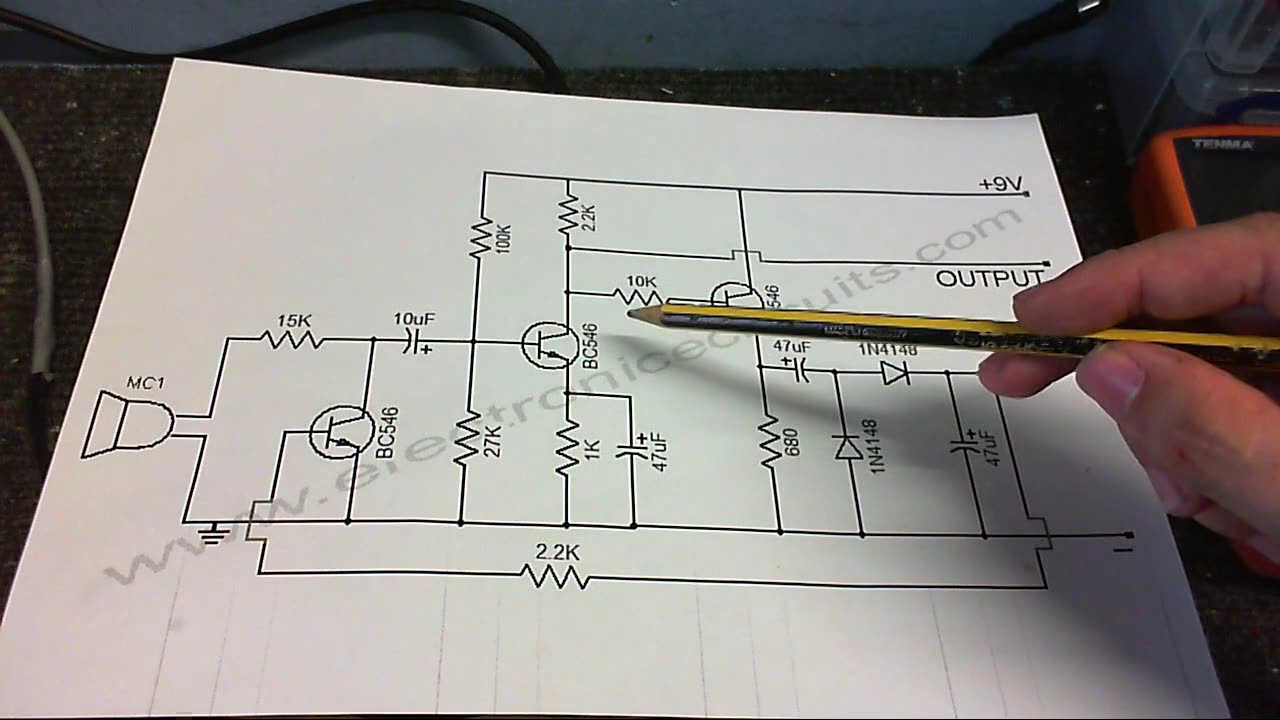 TENMA
+9V
100K
2.2K
OUTPUT
10K
546
15K
10uF
+
BC546
47uF
+
1N4148
MC1
BC546
27K
1K
+
47uF
680
1N4148
+
47uF
2.2K
www.electronicecircuits.com